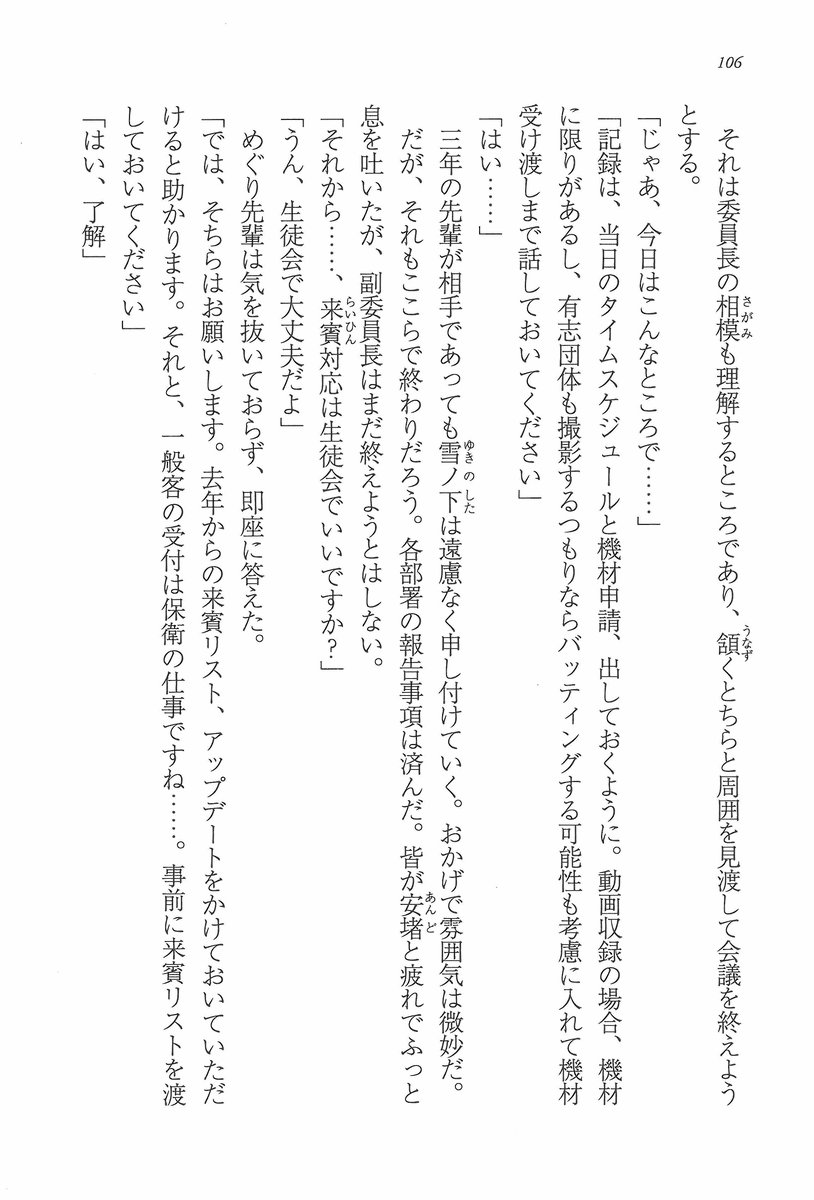 106
それは委員長の相模も理解するところであり、頷くとちらと周囲を見渡して会議を終えよう
とする。
「じゃあ、今日はこんなところで……」
「記録は、当日のタイムスケジュールと機材申請、出しておくように。動画収録の場合、機材
に限りがあるし、有志団体も撮影するつもりならバッティングする可能性も考慮に入れて機材
受け渡しまで話しておいてください」
「はい……」
三年の先輩が相手であっても雪ノ下は遠慮なく申し付けていく。おかげで雰囲気は微妙だ。
だが、それもここらで終わりだろう。各部署の報告事項は済んだ。皆が安堵と疲れでふっと
息を吐いたが、副委員長はまだ終えようとはしない。
「それから……、来賓対応は生徒会でいいですか？」
「うん、生徒会で大丈夫だよ」
めぐり先輩は気を抜いておらず、即座に答えた。
「では、そちらはお願いします。去年からの来賓リスト、アップデートをかけておいていただ
けると助かります。それと、一般客の受付は保衛の仕事ですね……。事前に来賓リストを渡
しておいてください」
「はい、了解」